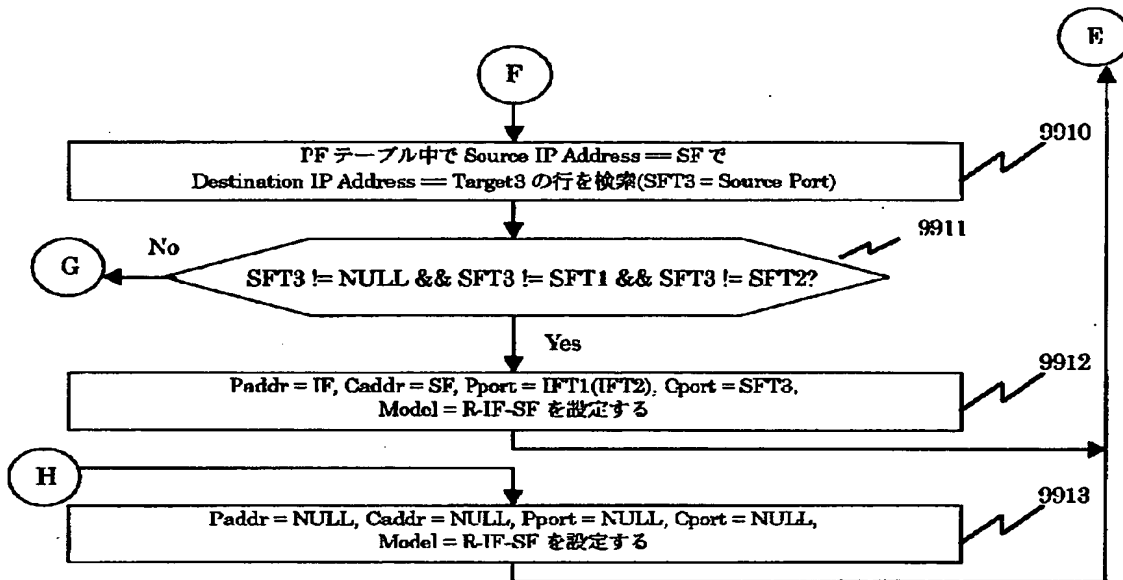 E
F
9910
PF テーブル中で Source IP Address == SF で
Destination IP Address == Target3 の行を検索(SFT3 = Source Port)
9911
No
G
SFT3 != NULL && SFT3 != SFT1 && SFT3 != SFT2?
Yes
9912
Paddr = IF, Caddr = SF, Pport = IFT1(IFT2), Cport = SFT3,
Model = R-IF-SF を設定する
H
9913
Paddr = NULL, Caddr = NULL, Pport = NULL, Cport = NULL,
Model = R-IF-SF を設定する